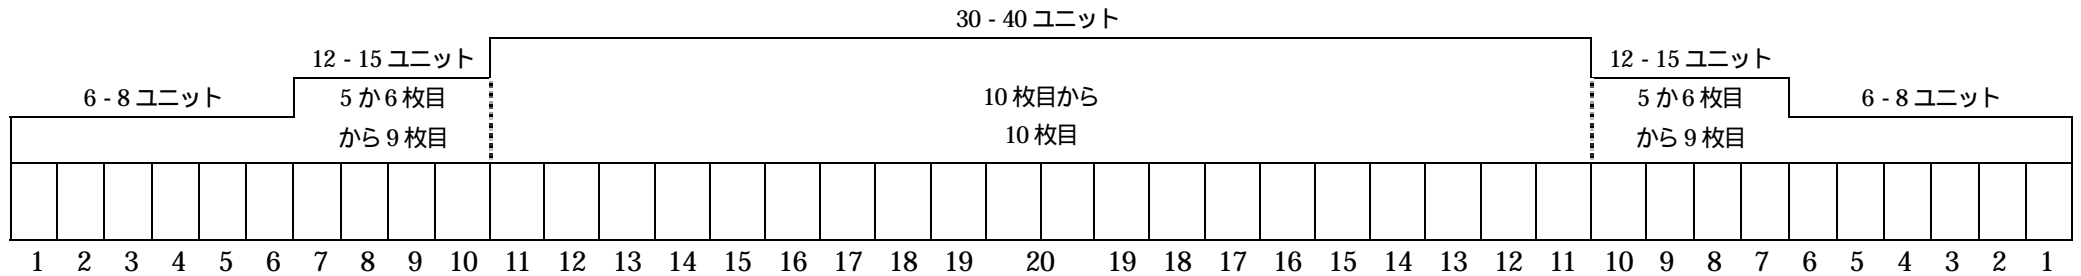 30 - 40 ユニット
12 - 15 ユニット
12 - 15 ユニット
6 - 8 ユニット
5 か 6 枚目
から 9 枚目
10 枚目から
10 枚目
5 か 6 枚目
から 9 枚目
6 - 8 ユニット
1 2 3 4 5 6 7 8 9 10 11 12 13 14 15 16 17 18 19 20 19 18 17 16 15 14 13 12 11 10 9 8 7 6 5 4 3 2 1